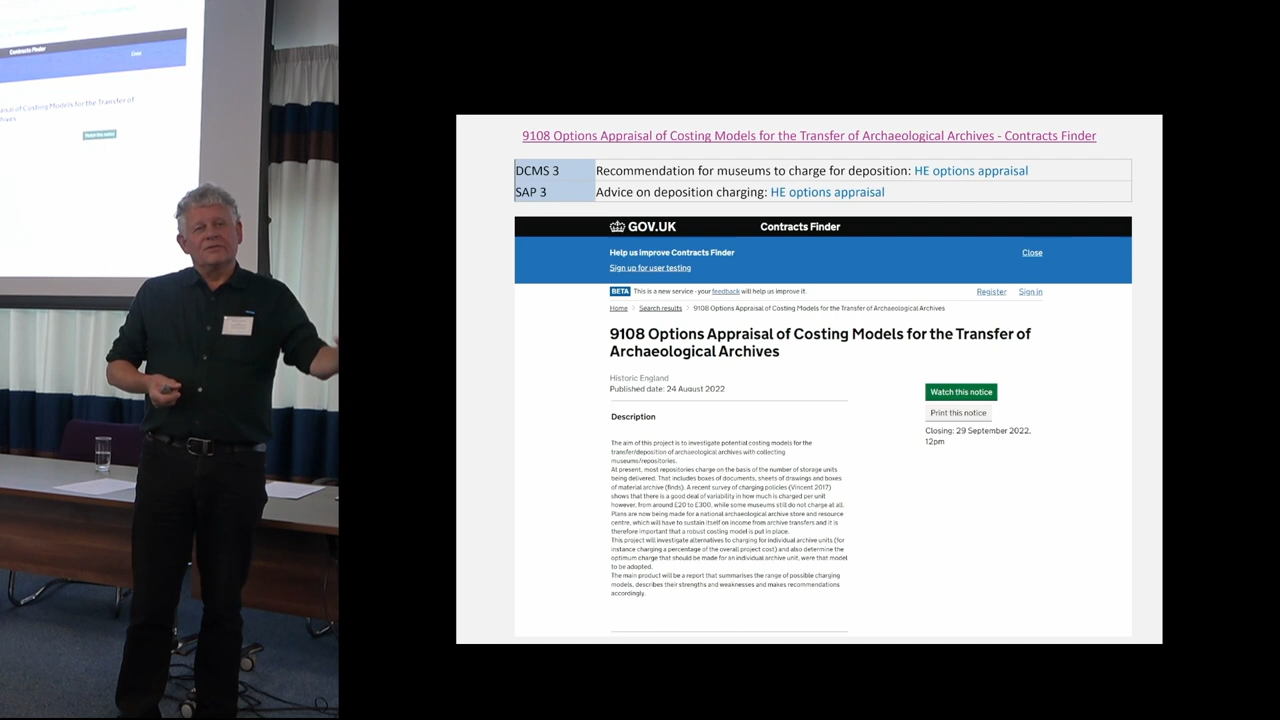 Contracts Finder
Close
aisal of Costing Models for the Transfer of
hives
Watch this notice
9108 Options Appraisal of Costing Models for the Transfer of Archaeological Archives - Contracts Finder
DCMS 3 Recommendation for museums to charge for deposition: HE options appraisal
SAP 3 Advice on deposition charging: HE options appraisal
GOV.UK Contracts Finder
Help us improve Contracts Finder Close
Sign up for user testing
BETA This is a new service - your feedback will help us improve it. Register Sign in
Home > Search results > 9108 Options Appraisal of Costing Models for the Transfer of Archaeological Archives
9108 Options Appraisal of Costing Models for the Transfer of
Archaeological Archives
Historic England
Published date: 24 August 2022
Watch this notice
Print this notice
Closing: 29 September 2022,
12pm
Description
The aim of this project is to investigate potential costing models for the
transfer/deposition of archaeological archives with collecting
museums/repositories.
At present, most repositories charge on the basis of the number of storage units
being delivered. That includes boxes of documents, sheets of drawings and boxes
of material archive (finds). A recent survey of charging policies (Vincent 2017)
shows that there is a good deal of variability in how much is charged per unit
however, from around £20 to £300, while some museums still do not charge at all.
Plans are now being made for a national archaeological archive store and resource
centre, which will have to sustain itself on income from archive transfers and it is
therefore important that a robust costing model is put in place.
This project will investigate alternatives to charging for individual archive units (for
instance charging a percentage of the overall project cost) and also determine the
optimum charge that should be made for an individual archive unit, were that model
to be adopted.
The main product will be a report that summarises the range of possible charging
models, describes their strengths and weaknesses and makes recommendations
accordingly.